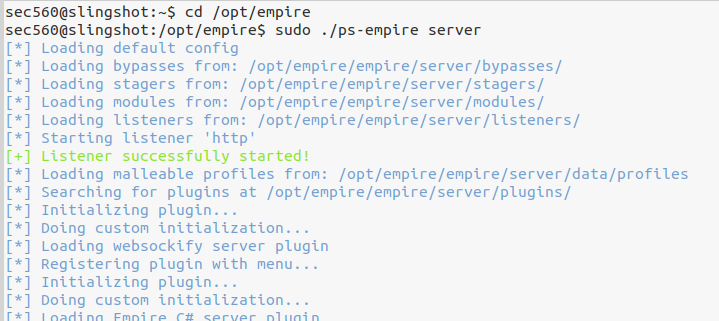 sec560@slingshot:~$ cd /opt/empire
sec560@slingshot:/opt/empire$ sudo ./ps-empire server
[*] Loading default config
[*] Loading bypasses from: /opt/empire/empire/server/bypasses/
[*] Loading stagers from: /opt/empire/empire/server/stagers/
[*] Loading modules from: /opt/empire/empire/server/modules/
[*] Loading listeners from: /opt/empire/empire/server/listeners/
[*] Starting listener 'http'
[+] Listener successfully started!
[*] Loading malleable profiles from: /opt/empire/empire/server/data/profiles
[*] Searching for plugins at /opt/empire/empire/server/plugins/
[*] Initializing plugin...
[*] Doing custom initialization...
[*] Loading websockify server plugin
[*] Registering plugin with menu...
[*] Initializing plugin...
[*] Doing custom initialization...
[*] Loading Empire C# server plugin